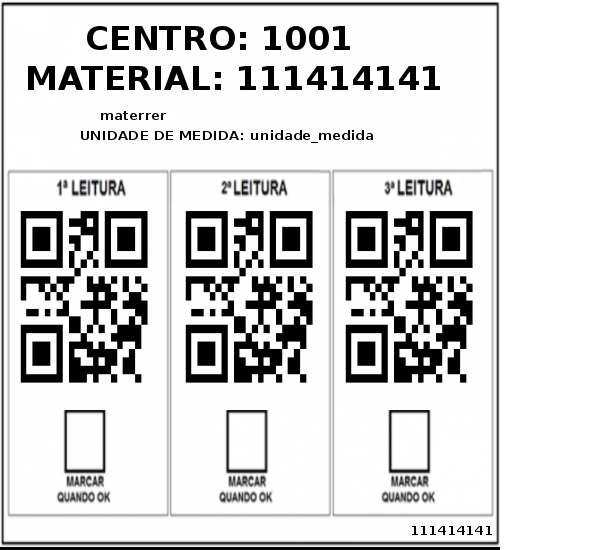 CENTRO: 1001
MATERIAL: 111414141
materrer
UNIDADE DE MEDIDA: unidade_medida
1ª LEITURA
2ª LEITURA
3ª LEITURA
MARCAR
QUANDO OK
MARCAR
QUANDO OK
MARCAR
QUANDO OK
111414141